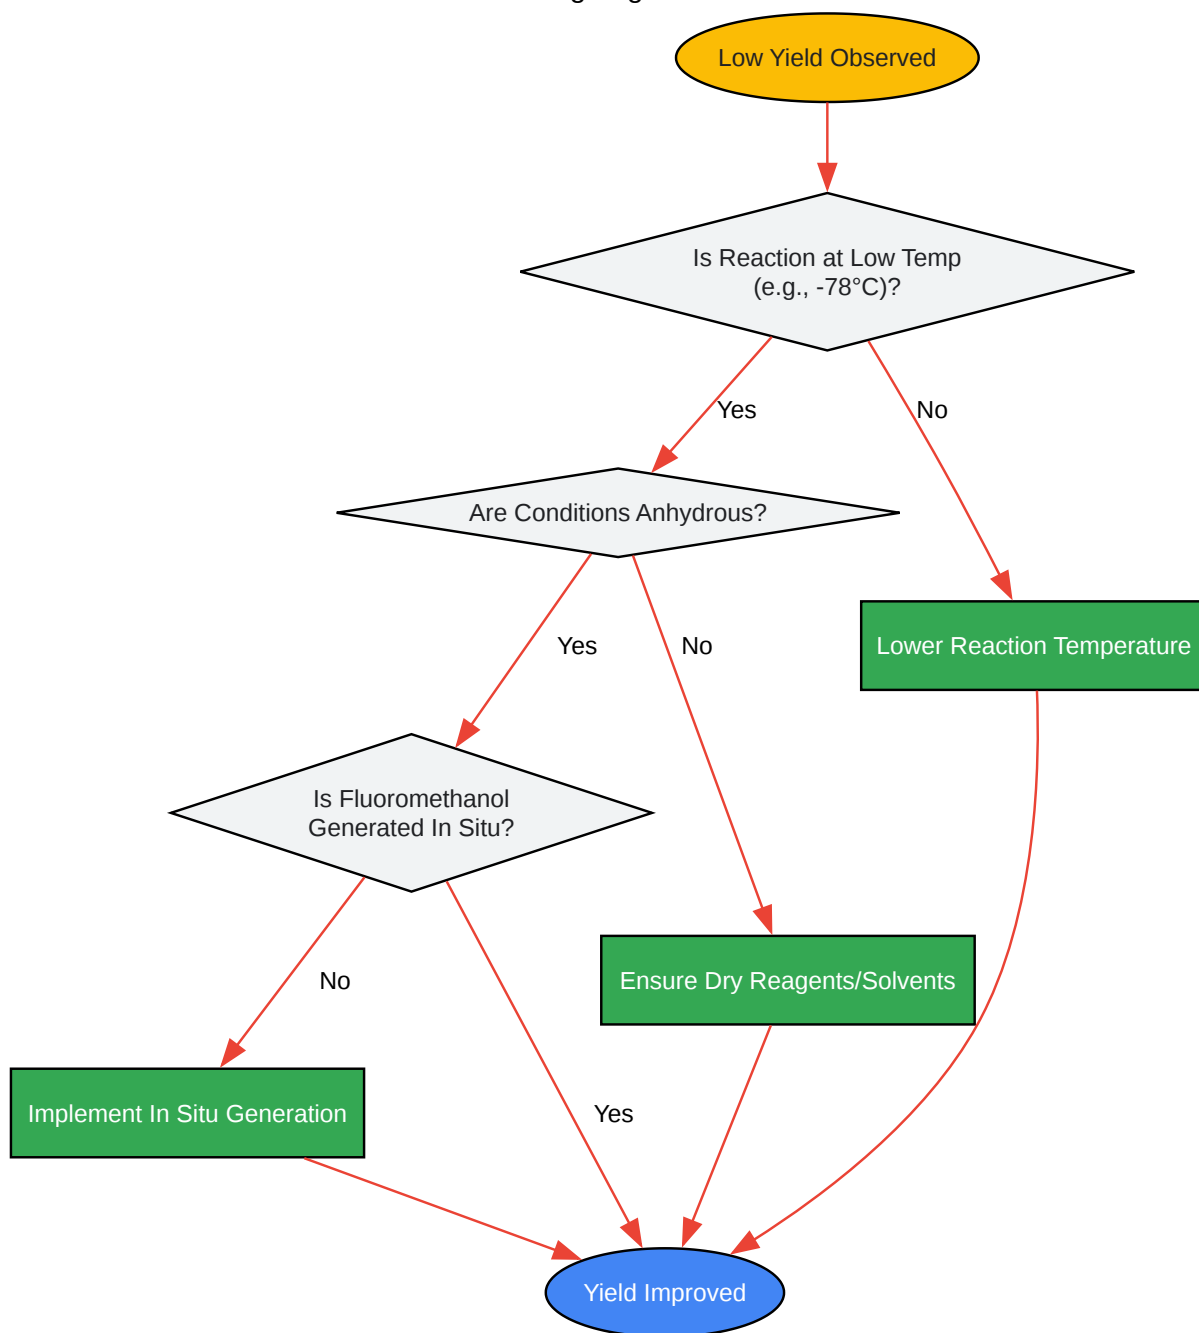 Low Yield Observed
Is Reaction at Low Temp
(e.g., -78°C)?
Yes
No
Are Conditions Anhydrous?
Yes
No
Lower Reaction Temperature
Is Fluoromethanol
Generated In Situ?
No
Ensure Dry Reagents/Solvents
Implement In Situ Generation
Yes
Yield Improved